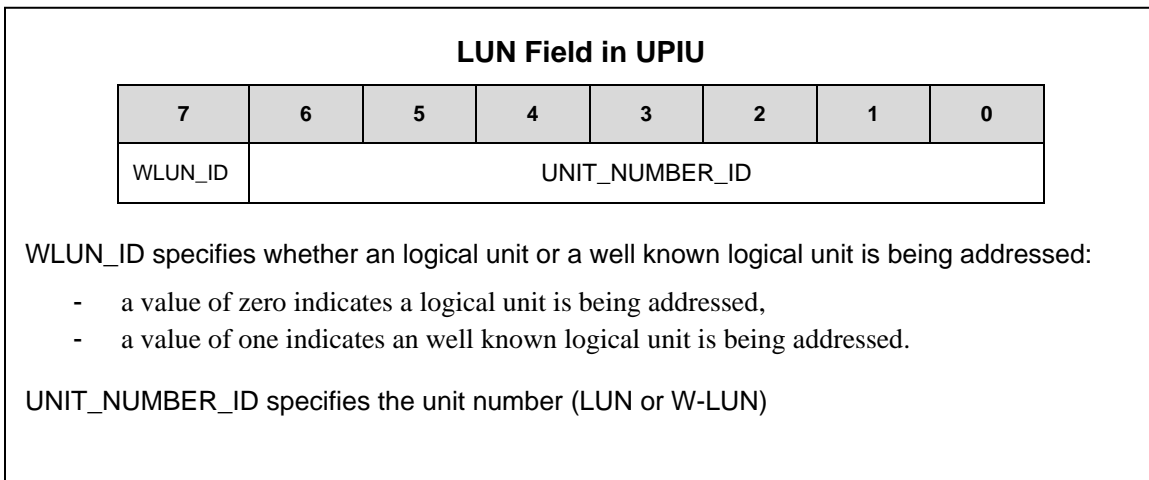 LUN Field in UPIU
7 6 5 4 3 2 1 0
WLUN_ID UNIT_NUMBER_ID
WLUN_ID specifies whether an logical unit or a well known logical unit is being addressed:
- a value of zero indicates a logical unit is being addressed,
- a value of one indicates an well known logical unit is being addressed.
UNIT_NUMBER_ID specifies the unit number (LUN or W-LUN)